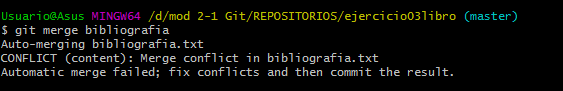 Usuario@Asus MINGW64 /d/mod 2-1 Git/REPOSITORIOS/ejercicio03libro (master)
$ git merge bibliografia
Auto-merging bibliografia.txt
CONFLICT (content): Merge conflict in bibliografia.txt
Automatic merge failed; fix conflicts and then commit the result.